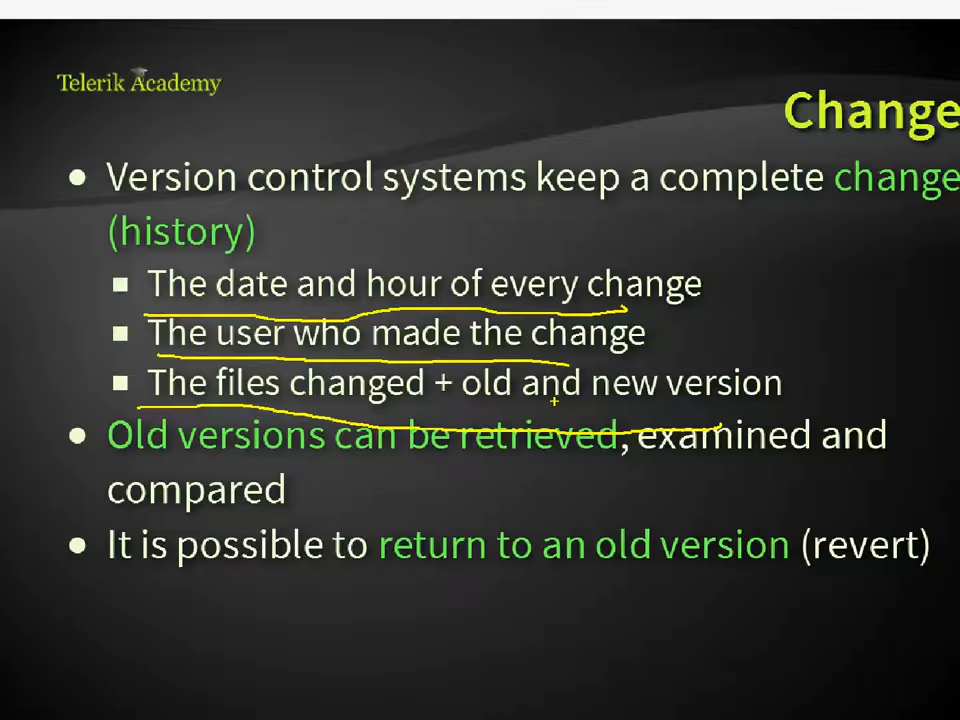 Telerik Academy
Change
Version control systems keep a complete change
(history)
The date and hour of every change
The user who made the change
The files changed + old and new version
Old versions can be retrieved, examined and
compared
It is possible to return to an old version (revert)